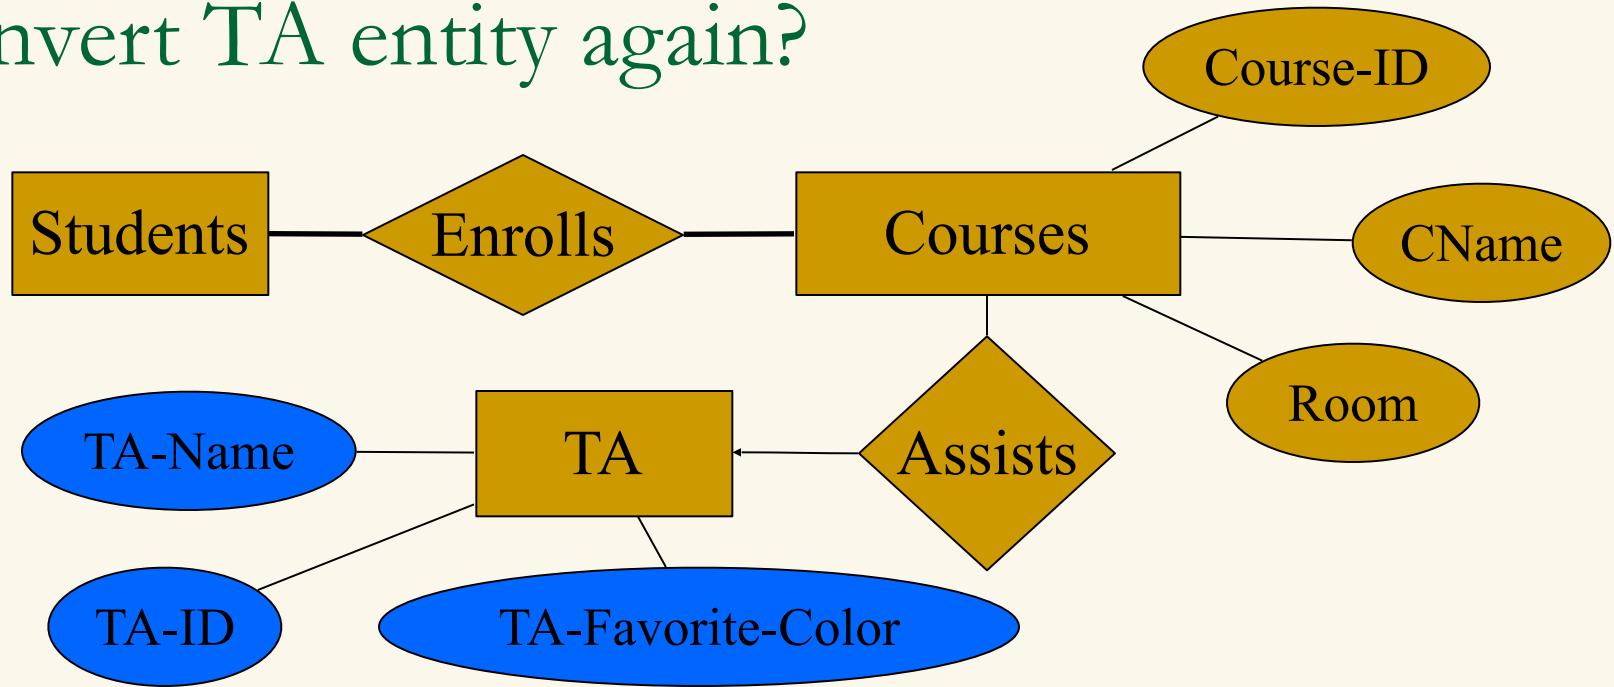 nvert TA entity again?
Course-ID
Students
Enrolls
Courses
CName
Room
TA-Name
TA
Assists
TA-ID
TA-Favorite-Color